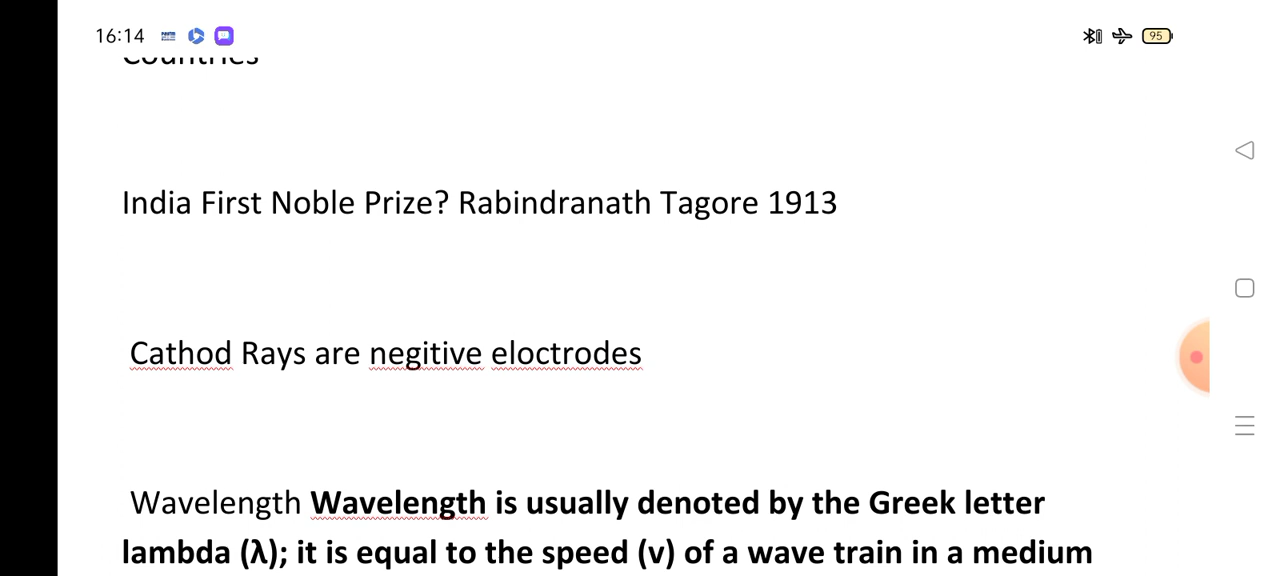 16:14
95
Countries
India First Noble Prize? Rabindranath Tagore 1913
Cathod Rays are negitive eloctrodes
Wavelength Wavelength is usually denoted by the Greek letter
lambda (λ); it is equal to the speed (v) of a wave train in a medium